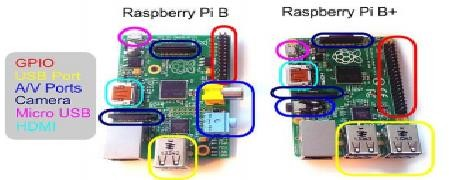 Raspberry Pi B
Raspberry Pi B+
GPIO
USB Port
A/V Ports
Camera
Micro USB
HDMI